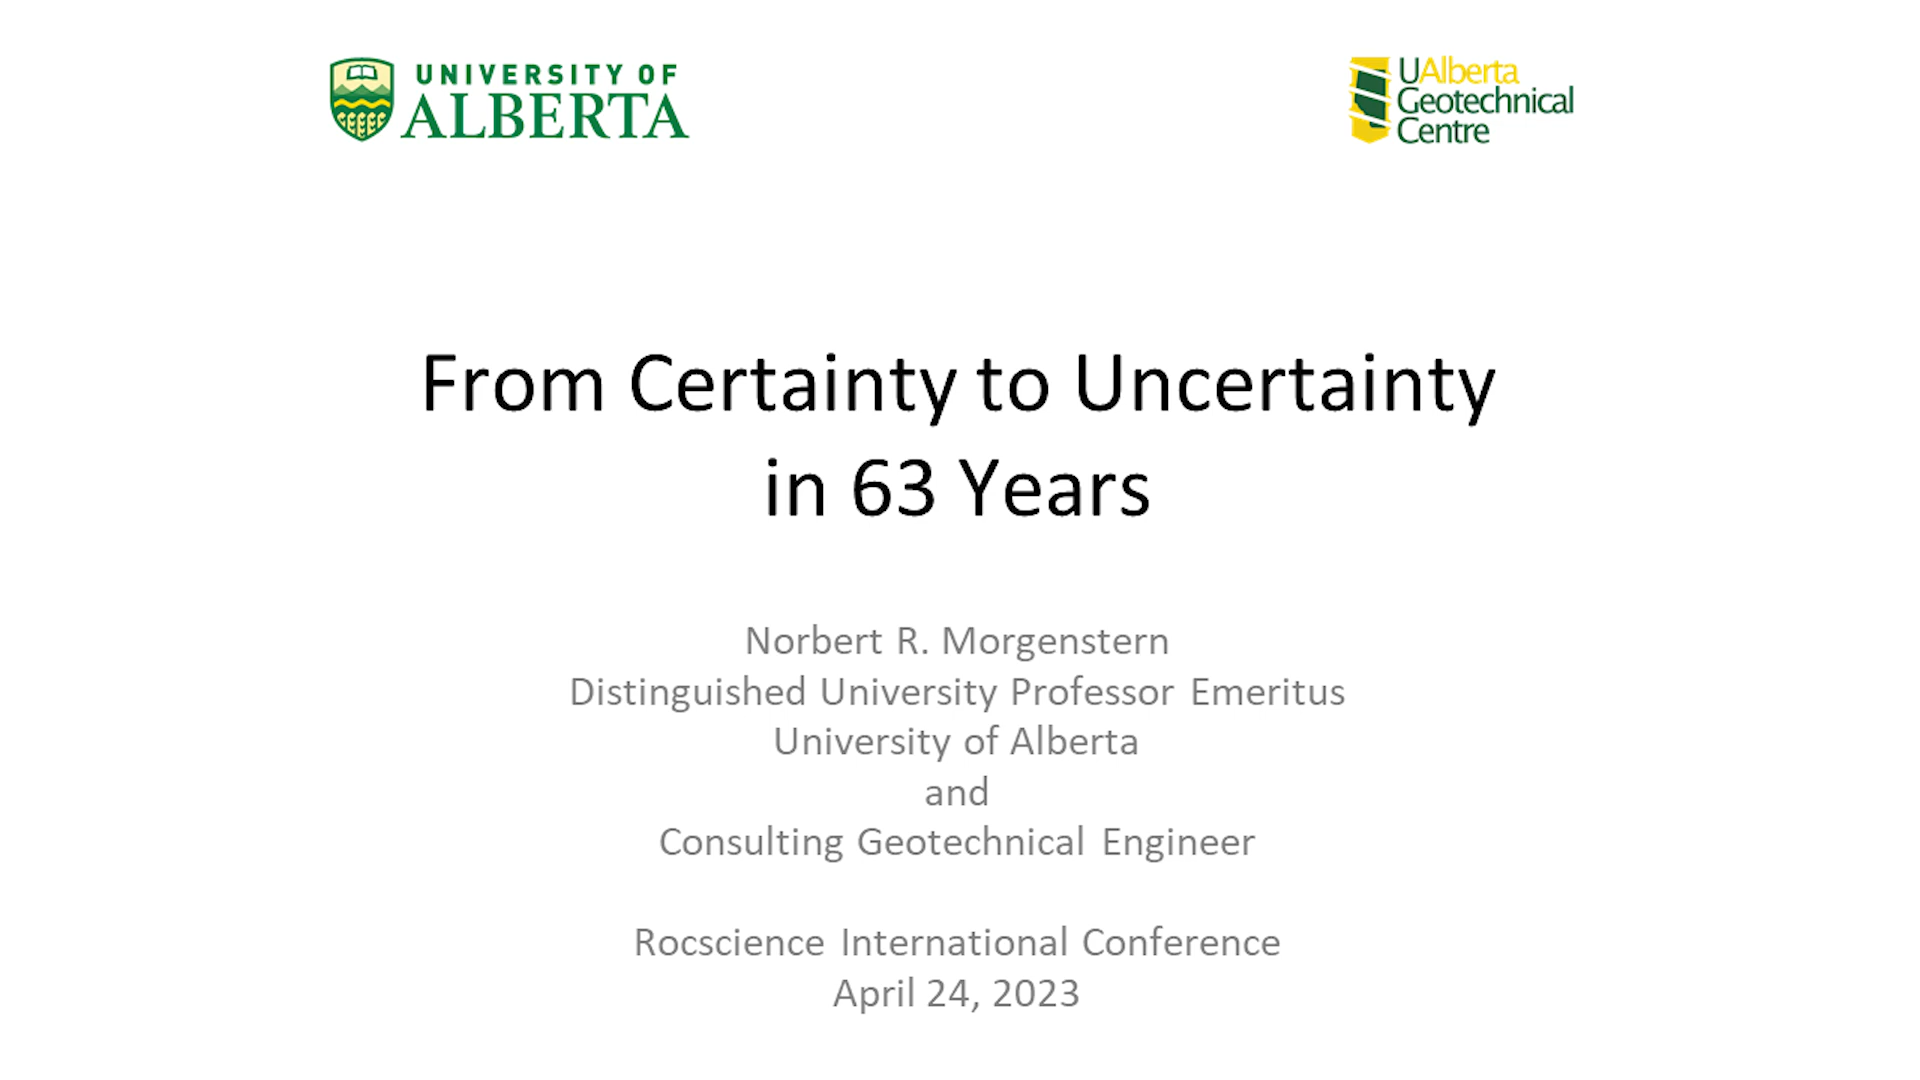 UNIVERSITY OF
ALBERTA
UAlberta
Geotechnical
Centre
From Certainty to Uncertainty
in 63 Years
Norbert R. Morgenstern
Distinguished University Professor Emeritus
University of Alberta
and
Consulting Geotechnical Engineer
Rocscience International Conference
April 24, 2023